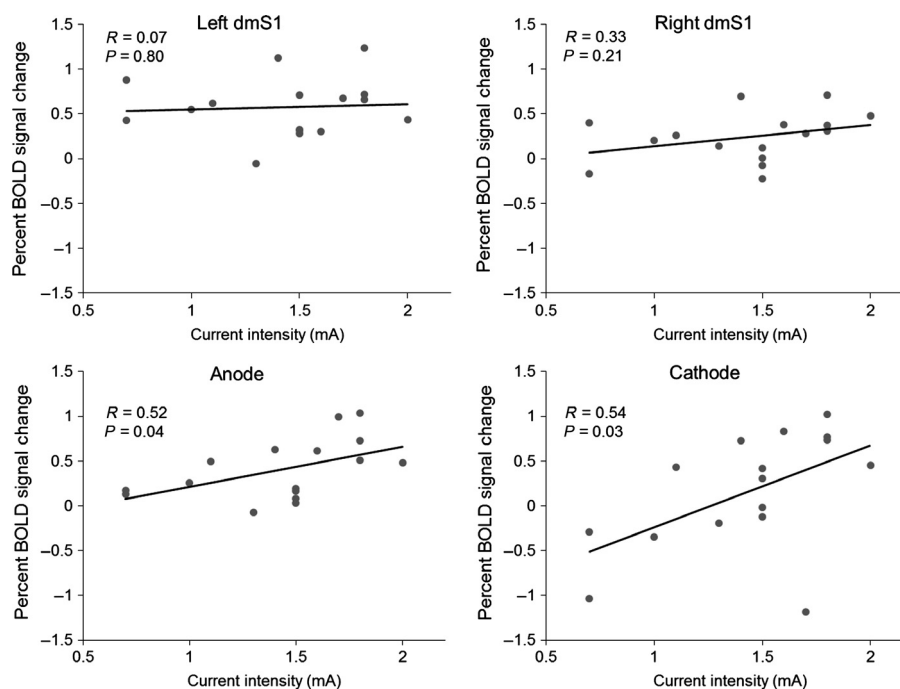 Left dmS1
R = 0.07
P = 0.80
Percent BOLD signal change
1.5
1
0.5
0
–0.5
–1
–1.5
0.5
1
1.5
2
Current intensity (mA)
Right dmS1
R = 0.33
P = 0.21
Percent BOLD signal change
1.5
1
0.5
0
–0.5
–1
–1.5
0.5
1
1.5
2
Current intensity (mA)
Anode
R = 0.52
P = 0.04
Percent BOLD signal change
1.5
1
0.5
0
–0.5
–1
–1.5
0.5
1
1.5
2
Current intensity (mA)
Cathode
R = 0.54
P = 0.03
Percent BOLD signal change
1.5
1
0.5
0
–0.5
–1
–1.5
0.5
1
1.5
2
Current intensity (mA)